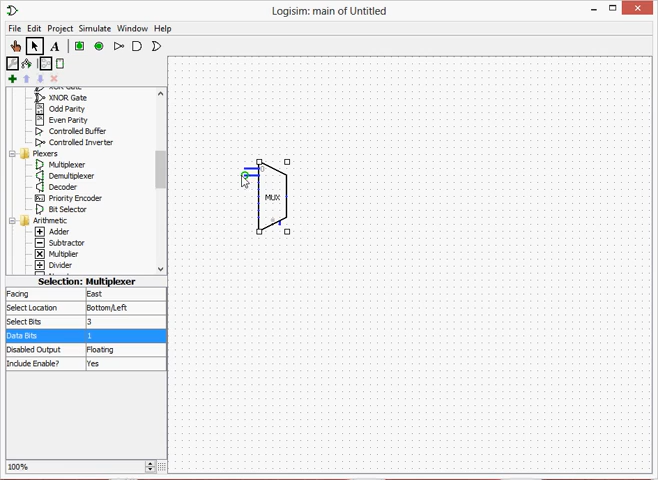 Logisim: main of Untitled
File Edit Project Simulate Window Help
A
XOR Gate
XNOR Gate
Odd Parity
Even Parity
Controlled Buffer
Controlled Inverter
Plexers
Multiplexer
Demultiplexer
Decoder
Priority Encoder
Bit Selector
Arithmetic
Adder
Subtractor
Multiplier
Divider
Selection: Multiplexer
Facing East
Select Location Bottom/Left
Select Bits 3
Data Bits 1
Disabled Output Floating
Include Enable? Yes
100%
MUX